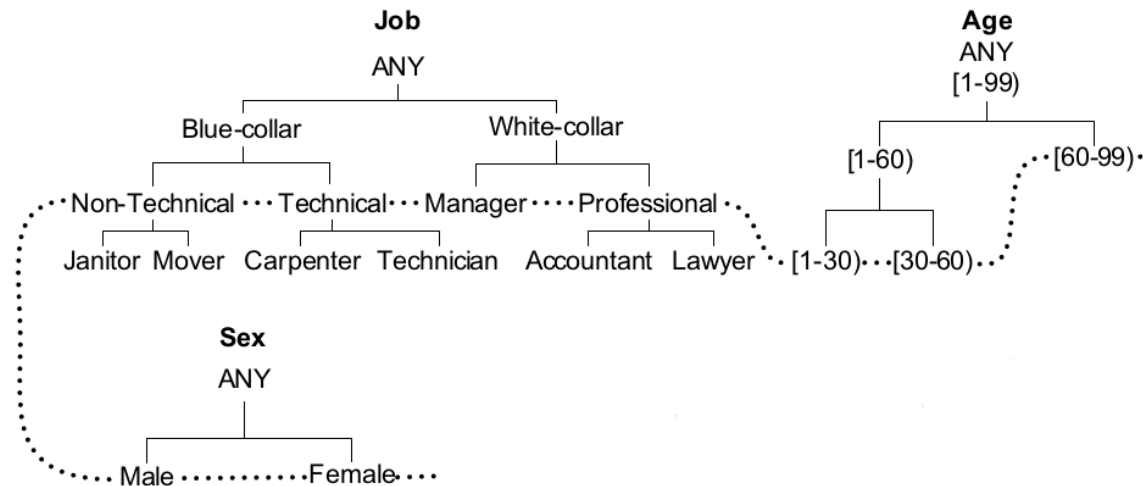 Job
ANY
Blue-collar White-collar
Non-Technical Technical Manager Professional
Janitor Mover Carpenter Technician Accountant Lawyer
Age
ANY
[1-99)
[1-60) [60-99)
[1-30) [30-60)
Sex
ANY
Male Female